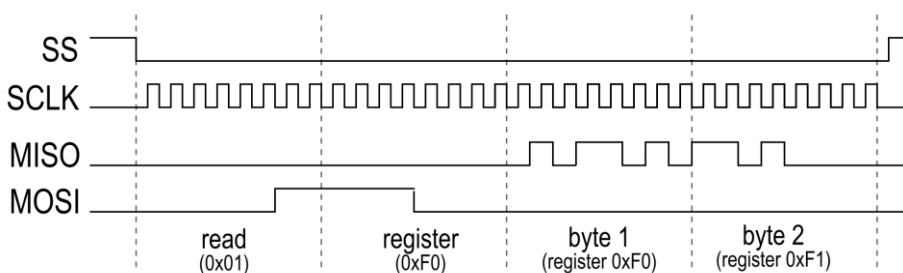 SS
SCLK
MISO
MOSI
read register byte 1 byte 2
(0x01) (0xF0) (register 0xF0) (register 0xF1)